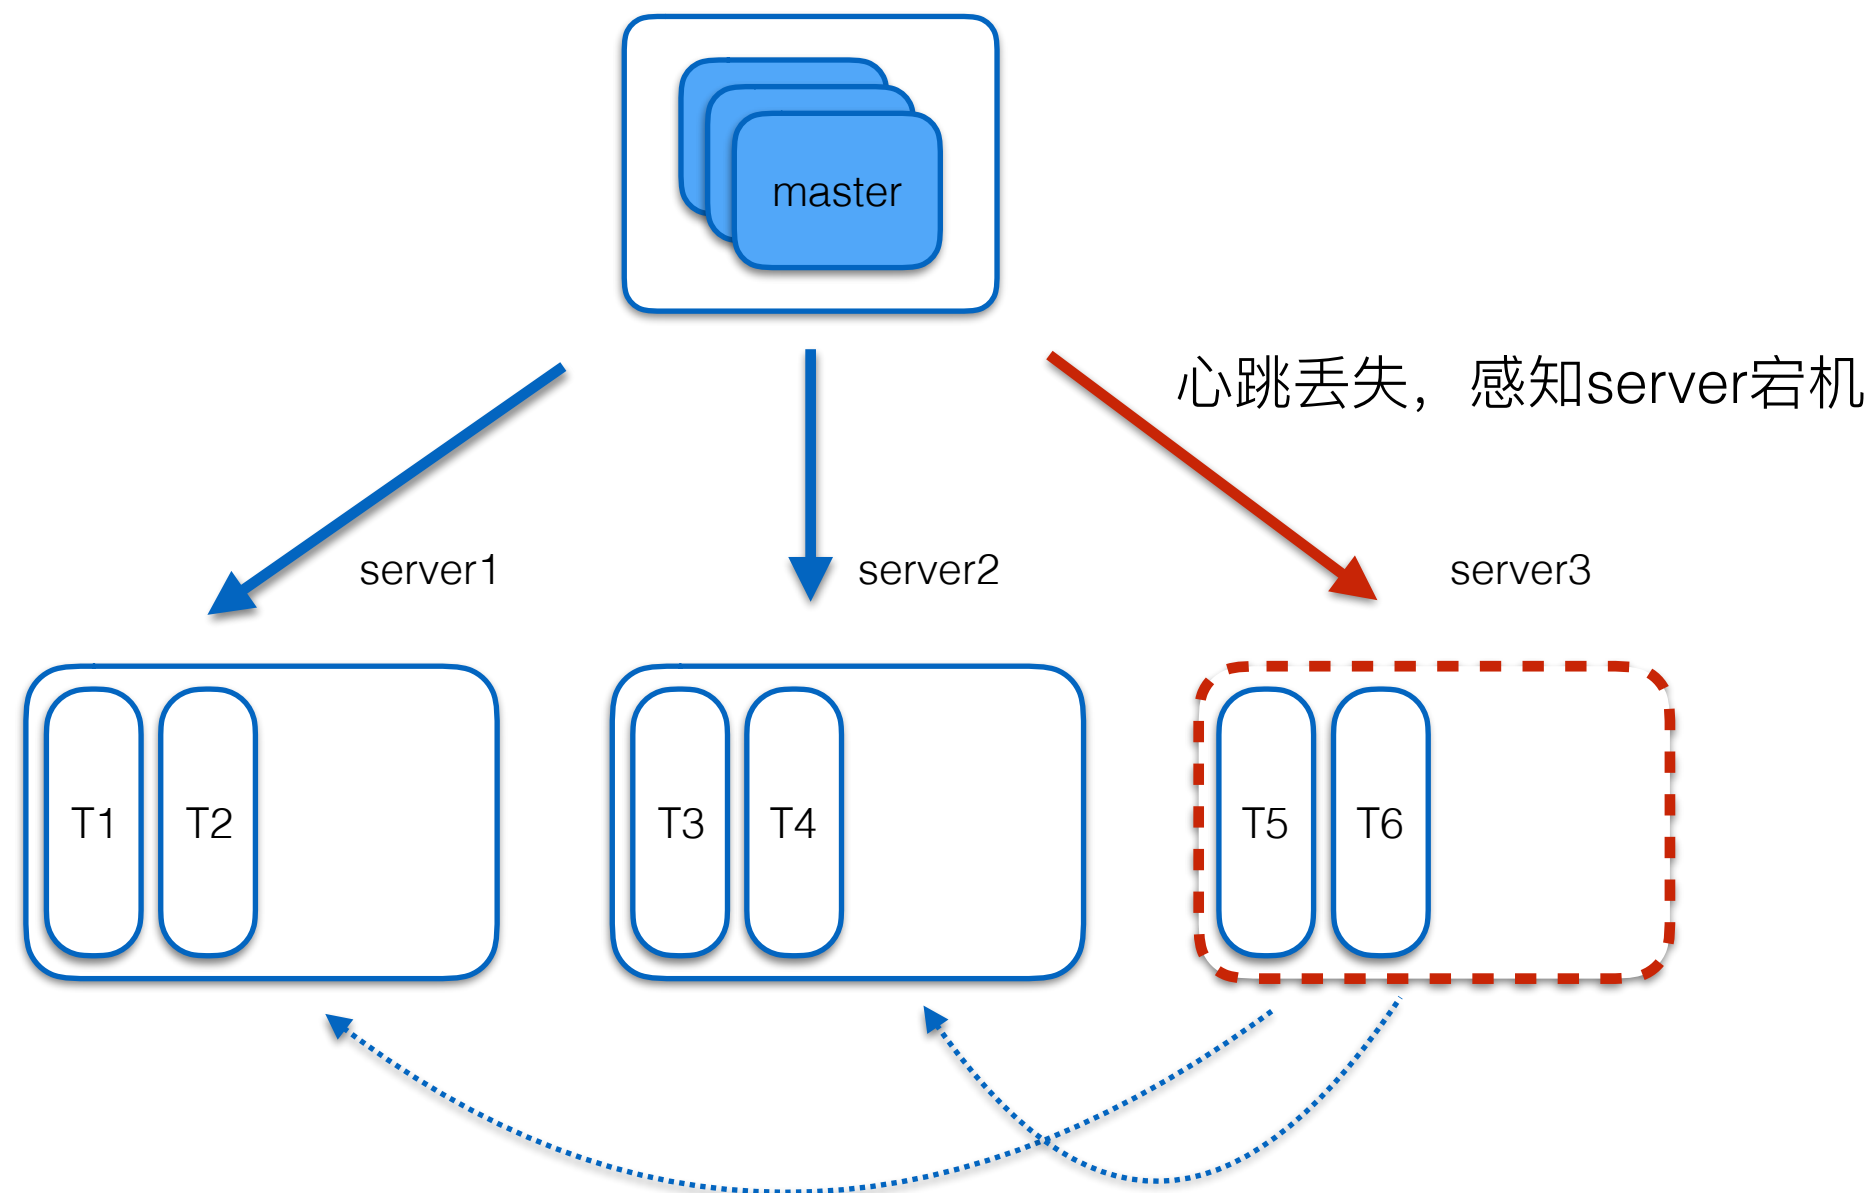 master
心跳丢失，感知server宕机
server1
server2
server3
T1
T2
T3
T4
T5
T6